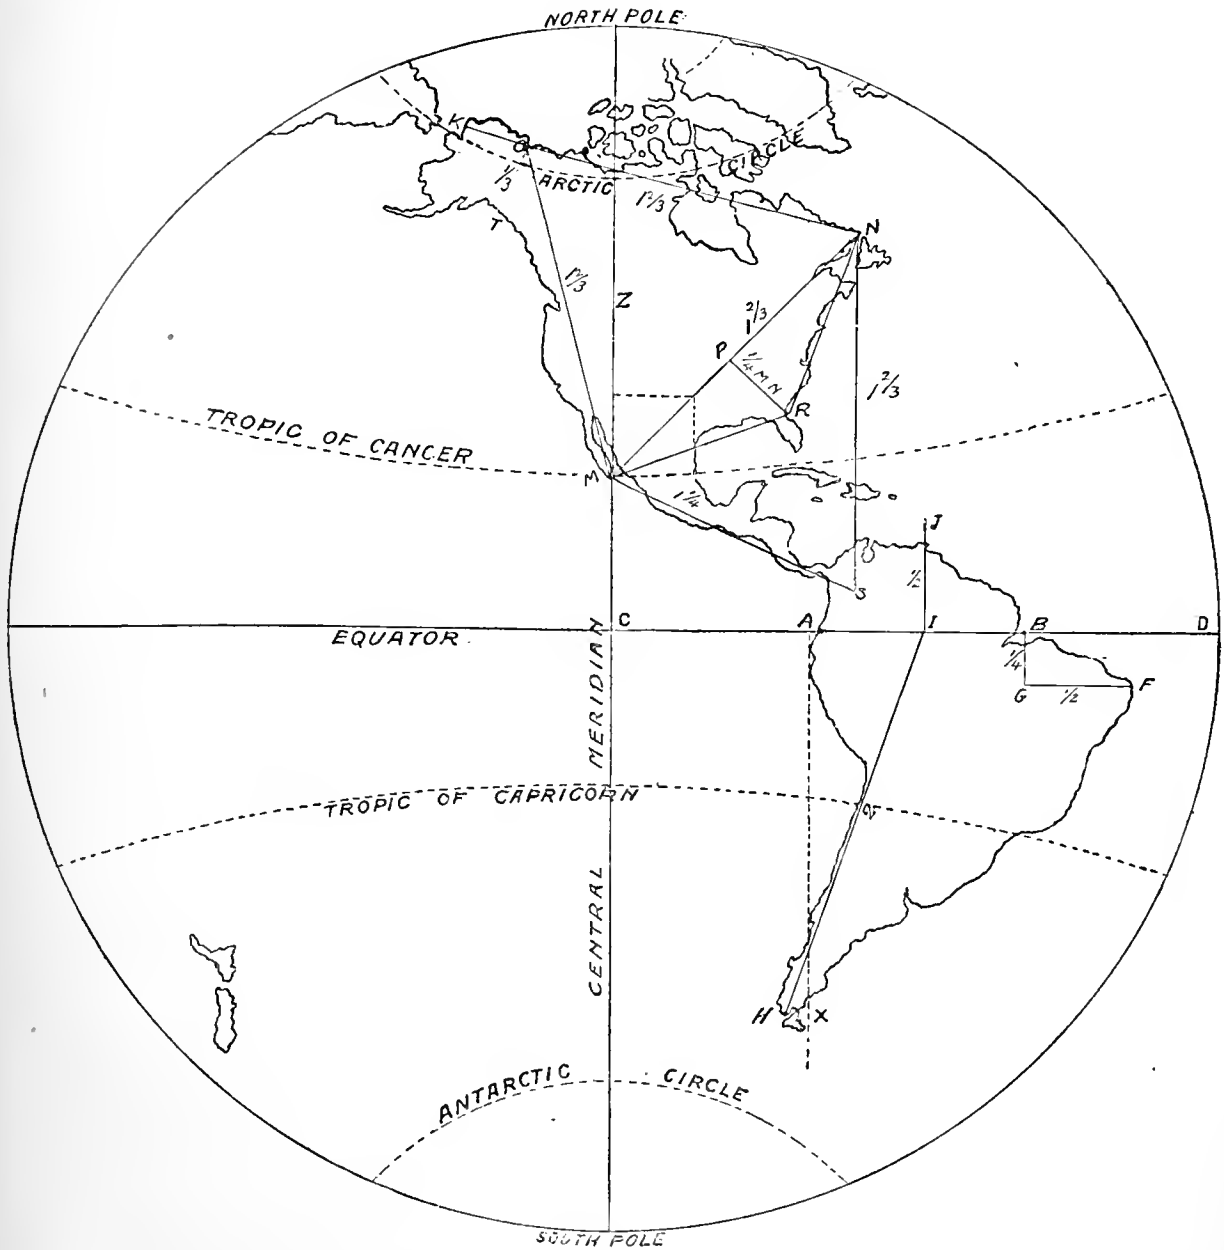 NORTH POLE
K
O
1/3
ARCTIC
CIRCLE
1 2/3
N
T
1 2/3
Z
1 2/3
P
1/4 M N
1 2/3
R
TROPIC OF CANCER
M
1 1/4
J
S
1/2
C
A
I
B
D
EQUATOR
1/4
G
1/2
F
CENTRAL MERIDIAN
TROPIC OF CAPRICORN
H
X
ANTARCTIC CIRCLE
SOUTH POLE